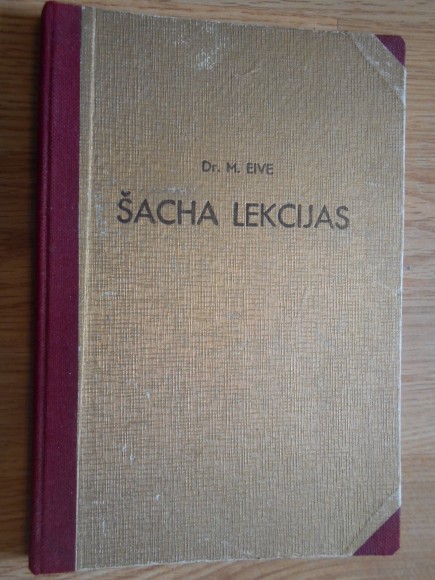 Dr. M. EIVE
ŠACHA LEKCIJAS